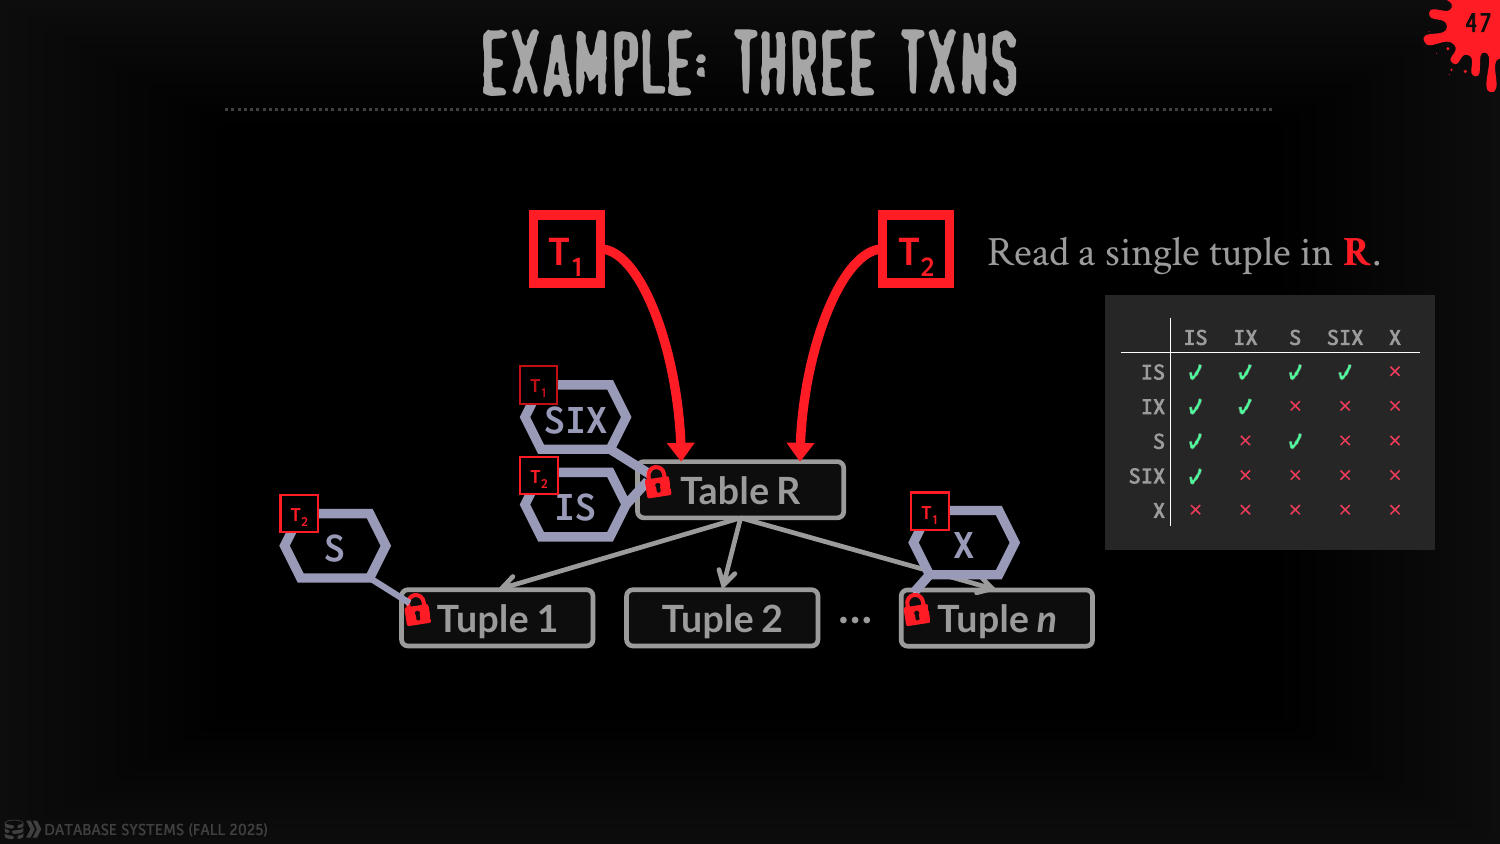 47
EXAMPLE: THREE TXNS
T1
T2
Read a single tuple in R.
IS IX S SIX X
IS ✓ ✓ ✓ ✓ ×
IX ✓ ✓ × × ×
S ✓ × ✓ × ×
SIX ✓ × × × ×
X × × × × ×
T1
SIX
T2
IS
Table R
T2
S
T1
X
Tuple 1
Tuple 2
...
Tuple n
DATABASE SYSTEMS (FALL 2025)